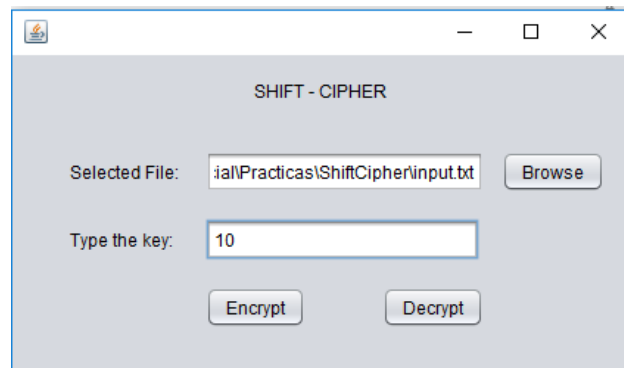 SHIFT - CIPHER
Selected File: :ial\Practicas\ShiftCipher\input.txt Browse
Type the key: 10
Encrypt Decrypt